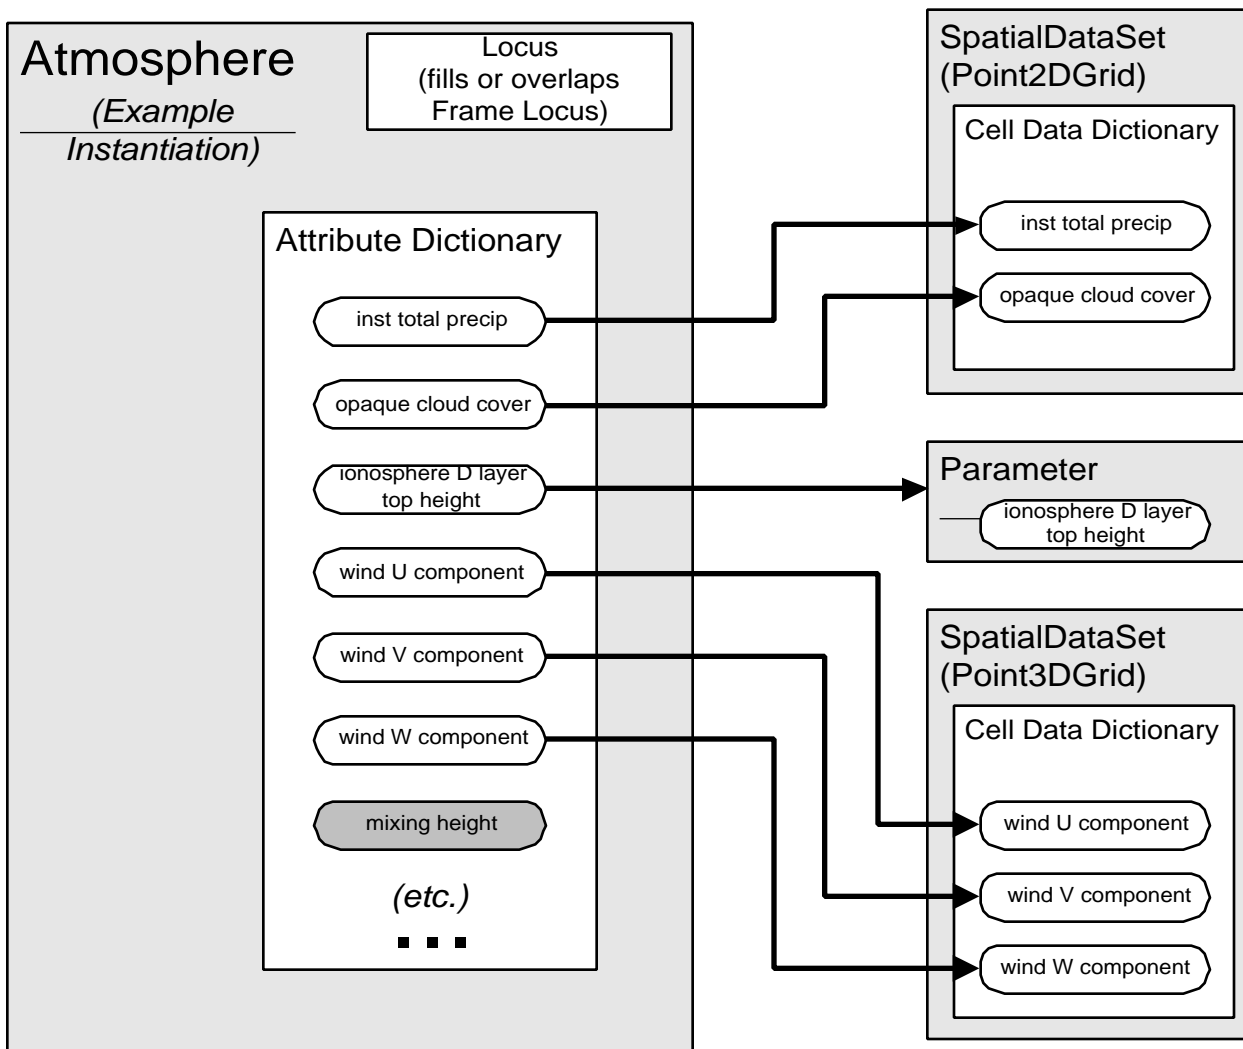 Atmosphere
(Example
Instantiation)
Locus
(fills or overlaps
Frame Locus)
Attribute Dictionary
inst total precip
opaque cloud cover
ionosphere D layer
top height
wind U component
wind V component
wind W component
mixing height
(etc.)
SpatialDataSet
(Point2DGrid)
Cell Data Dictionary
inst total precip
opaque cloud cover
Parameter
ionosphere D layer
top height
SpatialDataSet
(Point3DGrid)
Cell Data Dictionary
wind U component
wind V component
wind W component